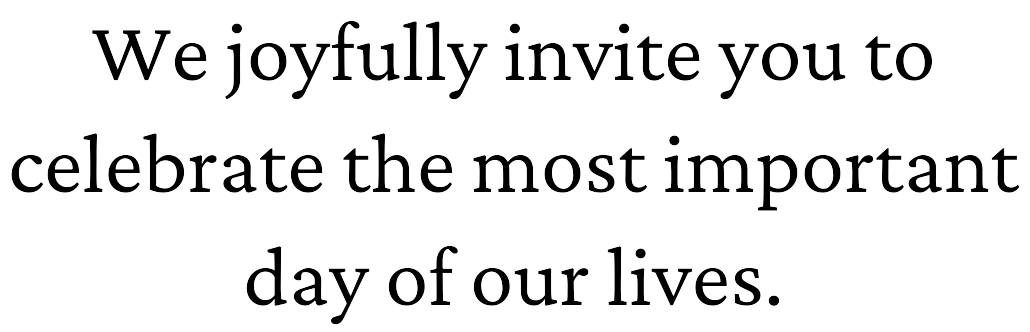 We joyfully invite you to
celebrate the most important
day of our lives.